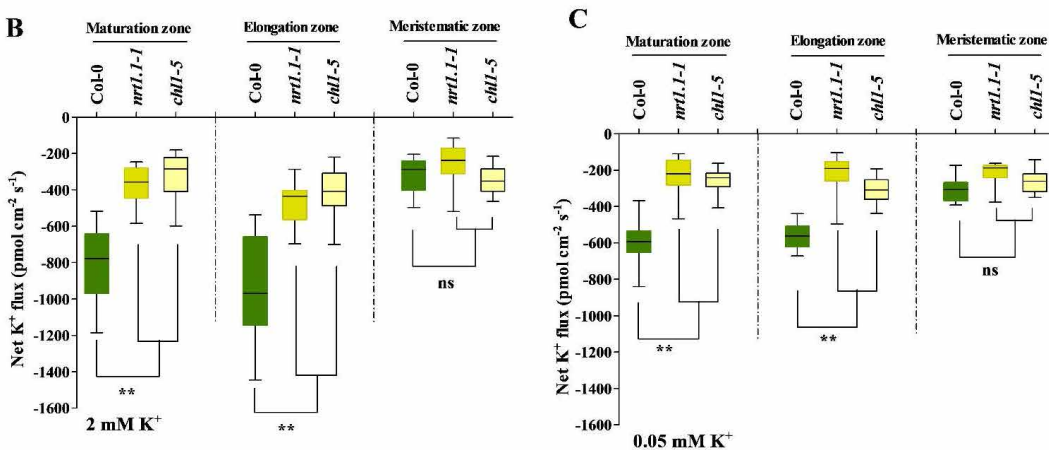 B
Maturation zone Elongation zone Meristematic zone
Col-0 nrt1.1-1 chl1-5 Col-0 nrt1.1-1 chl1-5 Col-0 nrt1.1-1 chl1-5
Net K⁺ flux (pmol cm⁻² s⁻¹)
0
-200
-400
-600
-800
-1000
-1200
-1400
-1600
**
**
ns
2 mM K⁺
C
Maturation zone Elongation zone Meristematic zone
Col-0 nrt1.1-1 chl1-5 Col-0 nrt1.1-1 chl1-5 Col-0 nrt1.1-1 chl1-5
Net K⁺ flux (pmol cm⁻² s⁻¹)
0
-200
-400
-600
-800
-1000
-1200
-1400
-1600
**
**
ns
0.05 mM K⁺